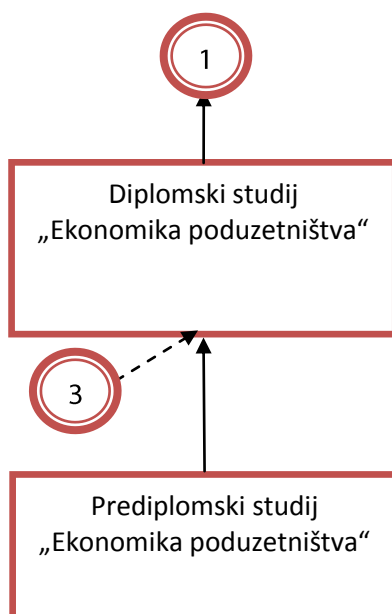 1
Diplomski studij
„Ekonomika poduzetništva“
3
Prediplomski studij
„Ekonomika poduzetništva“